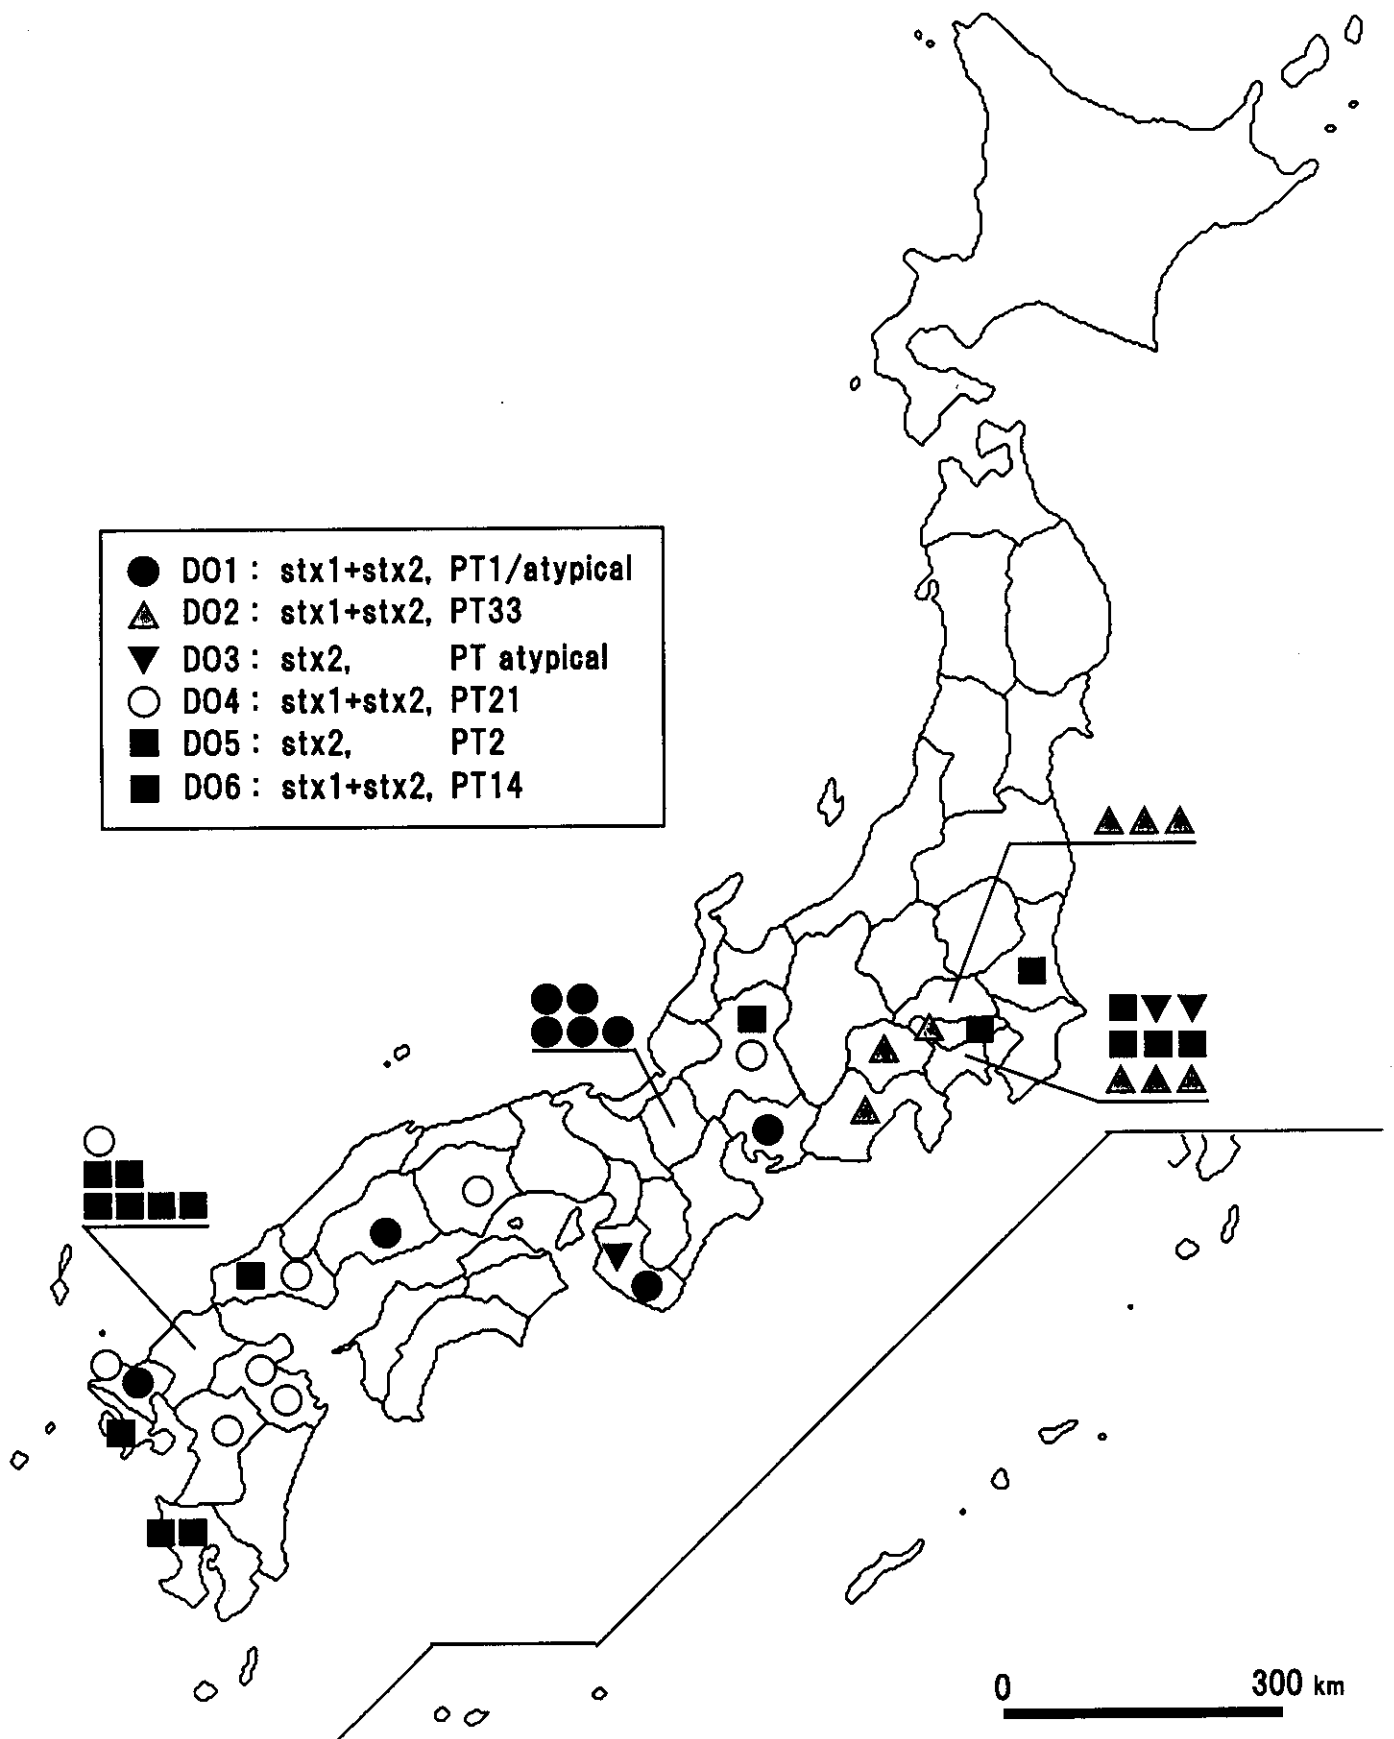 DO1 : stx1+stx2, PT1/atypical
DO2 : stx1+stx2, PT33
DO3 : stx2, PT atypical
DO4 : stx1+stx2, PT21
DO5 : stx2, PT2
DO6 : stx1+stx2, PT14
0 300 km